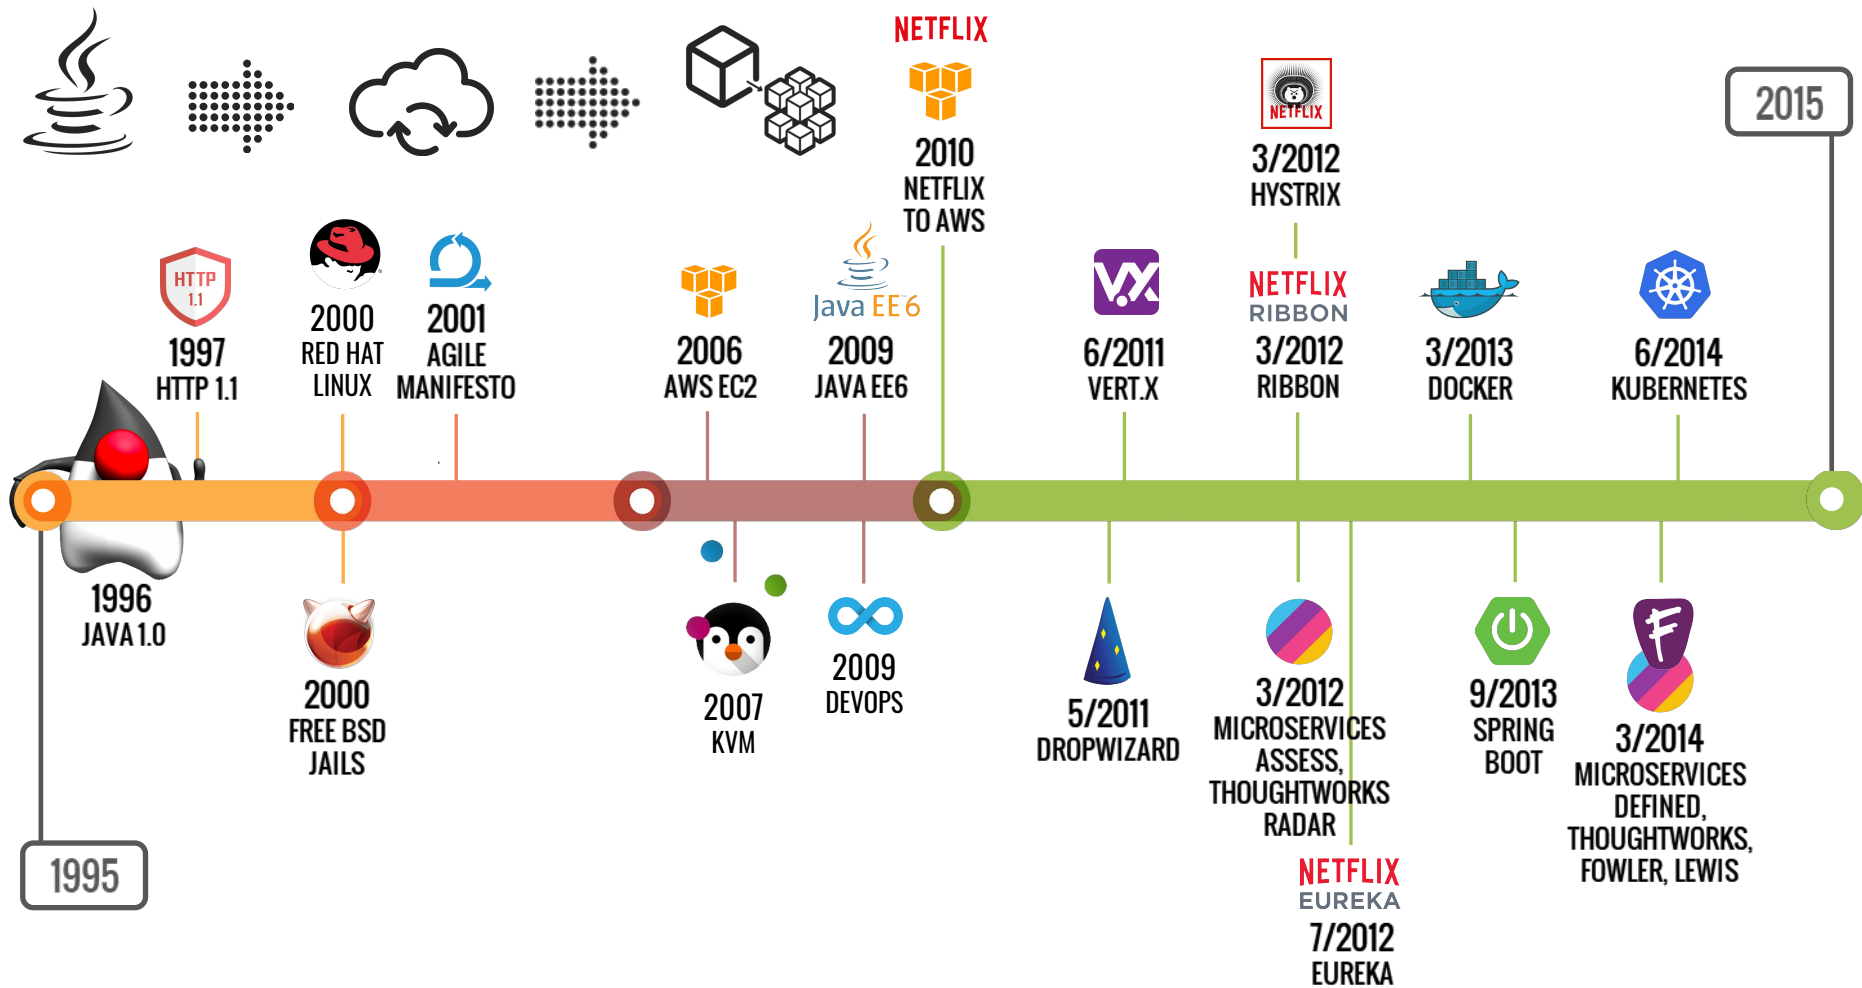 NETFLIX
2010
NETFLIX
TO AWS
NETFLIX
3/2012
HYSTRIX
2015
HTTP
1.1
1997
HTTP 1.1
2000
RED HAT
LINUX
2001
AGILE
MANIFESTO
2006
AWS EC2
Java EE 6
2009
JAVA EE6
V.X
6/2011
VERT.X
NETFLIX
RIBBON
3/2012
RIBBON
3/2013
DOCKER
6/2014
KUBERNETES
1996
JAVA 1.0
2000
FREE BSD
JAILS
2007
KVM
2009
DEVOPS
5/2011
DROPWIZARD
3/2012
MICROSERVICES
ASSESS,
THOUGHTWORKS
RADAR
9/2013
SPRING
BOOT
F
3/2014
MICROSERVICES
DEFINED,
THOUGHTWORKS,
FOWLER, LEWIS
1995
NETFLIX
EUREKA
7/2012
EUREKA